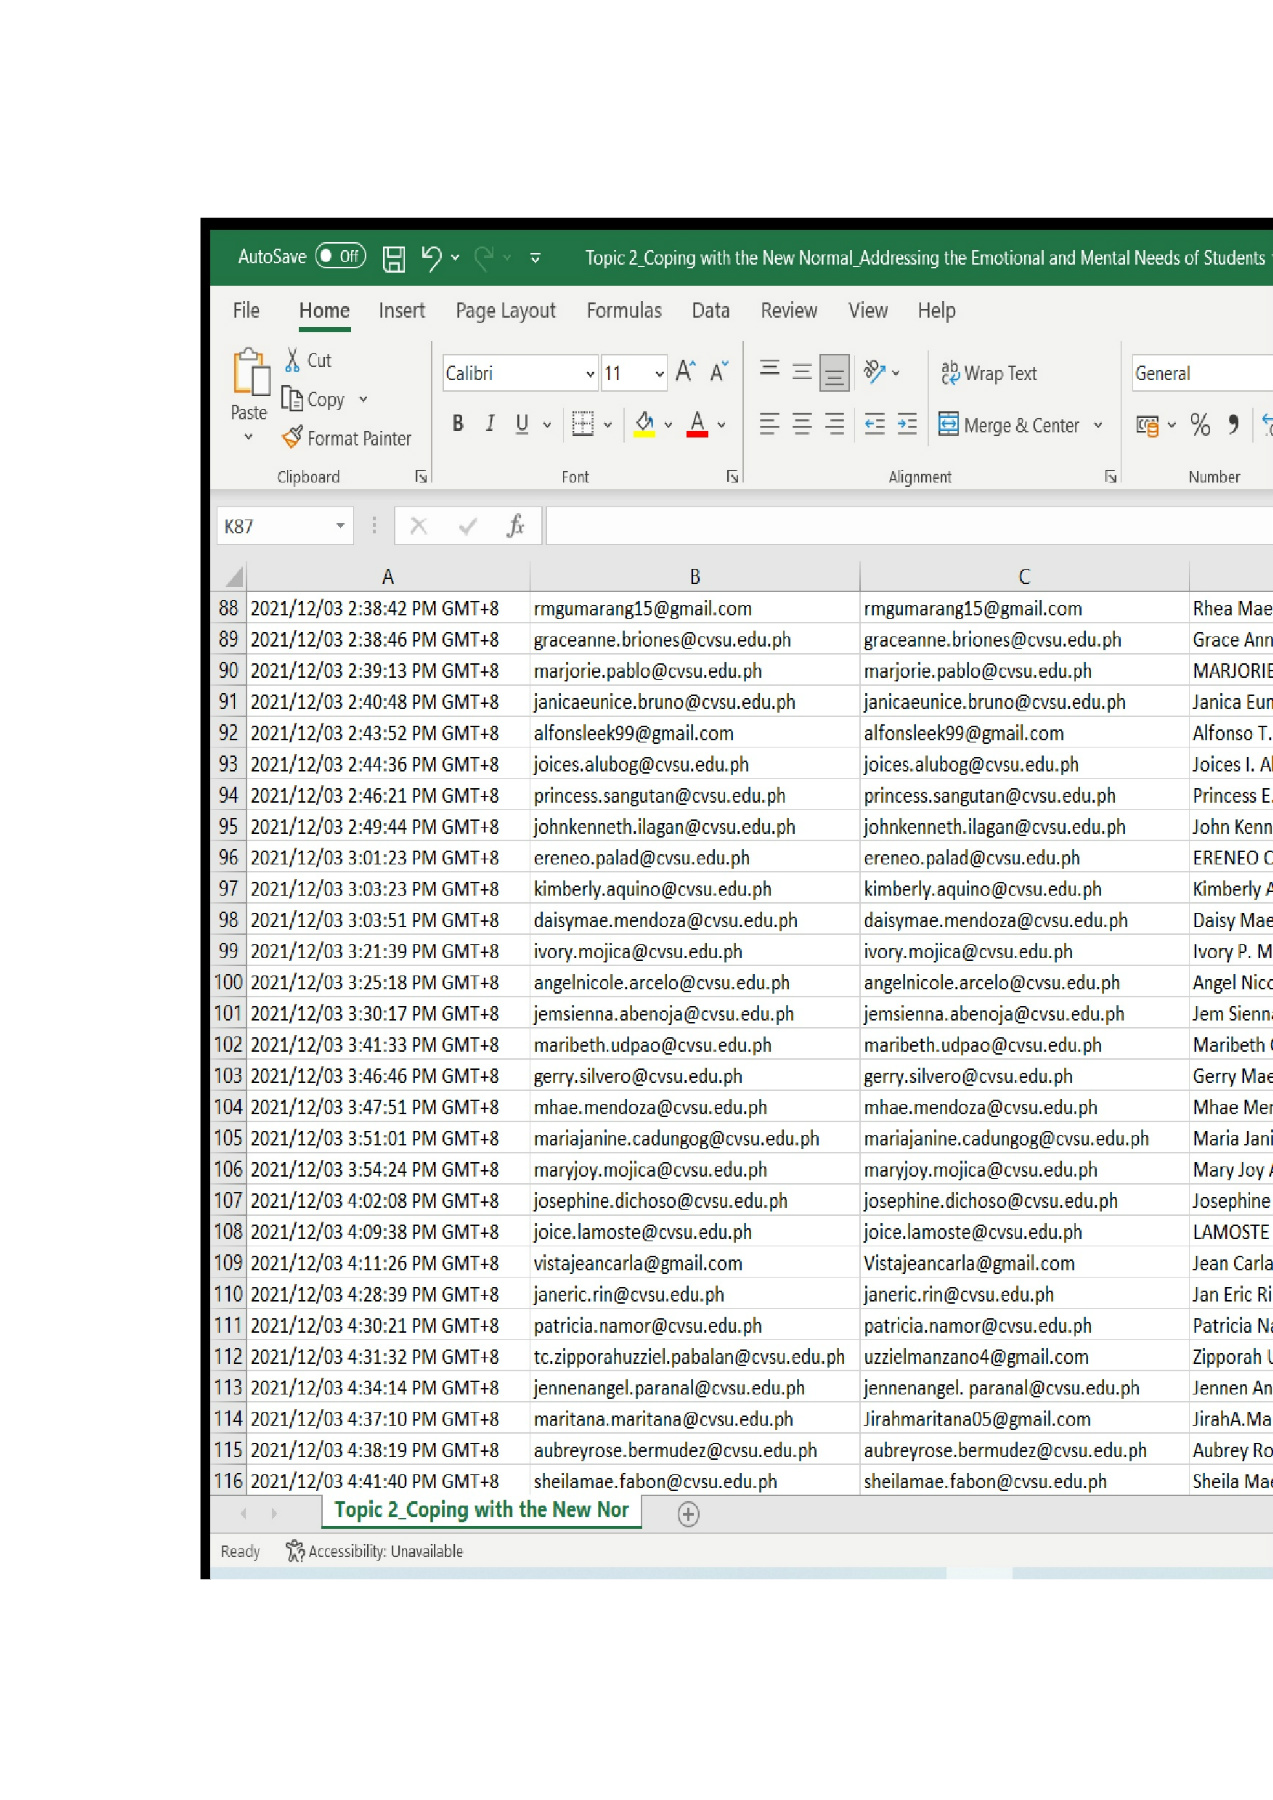 AutoSave Off Topic 2_Coping with the New Normal_Addressing the Emotional and Mental Needs of Students
File Home Insert Page Layout Formulas Data Review View Help
Paste Cut Calibri 11 A A ab Wrap Text General
Copy
Format Painter B I U A Merge & Center % 9
Clipboard Font Alignment Number
K87 fx
A B C
88 2021/12/03 2:38:42 PM GMT+8 rmgumarang15@gmail.com rmgumarang15@gmail.com Rhea Mae
89 2021/12/03 2:38:46 PM GMT+8 graceanne.briones@cvsu.edu.ph graceanne.briones@cvsu.edu.ph Grace Ann
90 2021/12/03 2:39:13 PM GMT+8 marjorie.pablo@cvsu.edu.ph marjorie.pablo@cvsu.edu.ph MARJORIE
91 2021/12/03 2:40:48 PM GMT+8 janicaeunice.bruno@cvsu.edu.ph janicaeunice.bruno@cvsu.edu.ph Janica Eun
92 2021/12/03 2:43:52 PM GMT+8 alfonsleek99@gmail.com alfonsleek99@gmail.com Alfonso T.
93 2021/12/03 2:44:36 PM GMT+8 joices.alubog@cvsu.edu.ph joices.alubog@cvsu.edu.ph Joices I. Al
94 2021/12/03 2:46:21 PM GMT+8 princess.sangutan@cvsu.edu.ph princess.sangutan@cvsu.edu.ph Princess E.
95 2021/12/03 2:49:44 PM GMT+8 johnkenneth.ilagan@cvsu.edu.ph johnkenneth.ilagan@cvsu.edu.ph John Kenn
96 2021/12/03 3:01:23 PM GMT+8 ereneo.palad@cvsu.edu.ph ereneo.palad@cvsu.edu.ph ERENEO C
97 2021/12/03 3:03:23 PM GMT+8 kimberly.aquino@cvsu.edu.ph kimberly.aquino@cvsu.edu.ph Kimberly A
98 2021/12/03 3:03:51 PM GMT+8 daisymae.mendoza@cvsu.edu.ph daisymae.mendoza@cvsu.edu.ph Daisy Mae
99 2021/12/03 3:21:39 PM GMT+8 ivory.mojica@cvsu.edu.ph ivory.mojica@cvsu.edu.ph Ivory P. M
100 2021/12/03 3:25:18 PM GMT+8 angelnicole.arcelo@cvsu.edu.ph angelnicole.arcelo@cvsu.edu.ph Angel Nico
101 2021/12/03 3:30:17 PM GMT+8 jemsienna.abenoja@cvsu.edu.ph jemsienna.abenoja@cvsu.edu.ph Jem Sienna
102 2021/12/03 3:41:33 PM GMT+8 maribeth.udpao@cvsu.edu.ph maribeth.udpao@cvsu.edu.ph Maribeth
103 2021/12/03 3:46:46 PM GMT+8 gerry.silvero@cvsu.edu.ph gerry.silvero@cvsu.edu.ph Gerry Mae
104 2021/12/03 3:47:51 PM GMT+8 mhae.mendoza@cvsu.edu.ph mhae.mendoza@cvsu.edu.ph Mhae Men
105 2021/12/03 3:51:01 PM GMT+8 mariajanine.cadungog@cvsu.edu.ph mariajanine.cadungog@cvsu.edu.ph Maria Jani
106 2021/12/03 3:54:24 PM GMT+8 maryjoy.mojica@cvsu.edu.ph maryjoy.mojica@cvsu.edu.ph Mary Joy A
107 2021/12/03 4:02:08 PM GMT+8 josephine.dichoso@cvsu.edu.ph josephine.dichoso@cvsu.edu.ph Josephine
108 2021/12/03 4:09:38 PM GMT+8 joice.lamoste@cvsu.edu.ph joice.lamoste@cvsu.edu.ph LAMOSTE
109 2021/12/03 4:11:26 PM GMT+8 vistajeancarla@gmail.com Vistajeancarla@gmail.com Jean Carla
110 2021/12/03 4:28:39 PM GMT+8 janeric.rin@cvsu.edu.ph janeric.rin@cvsu.edu.ph Jan Eric Ri
111 2021/12/03 4:30:21 PM GMT+8 patricia.namor@cvsu.edu.ph patricia.namor@cvsu.edu.ph Patricia Na
112 2021/12/03 4:31:32 PM GMT+8 tc.zipporahuzziel.pabalan@cvsu.edu.ph uzzielmanzano4@gmail.com Zipporah U
113 2021/12/03 4:34:14 PM GMT+8 jennenangel.paranal@cvsu.edu.ph jennenangel. paranal@cvsu.edu.ph Jennen An
114 2021/12/03 4:37:10 PM GMT+8 maritana.maritana@cvsu.edu.ph Jirahmaritana05@gmail.com JirahA.Ma
115 2021/12/03 4:38:19 PM GMT+8 aubreyrose.bermudez@cvsu.edu.ph aubreyrose.bermudez@cvsu.edu.ph Aubrey Ro
116 2021/12/03 4:41:40 PM GMT+8 sheilamae.fabon@cvsu.edu.ph sheilamae.fabon@cvsu.edu.ph Sheila Mae
Topic 2_Coping with the New Nor
Ready Accessibility: Unavailable